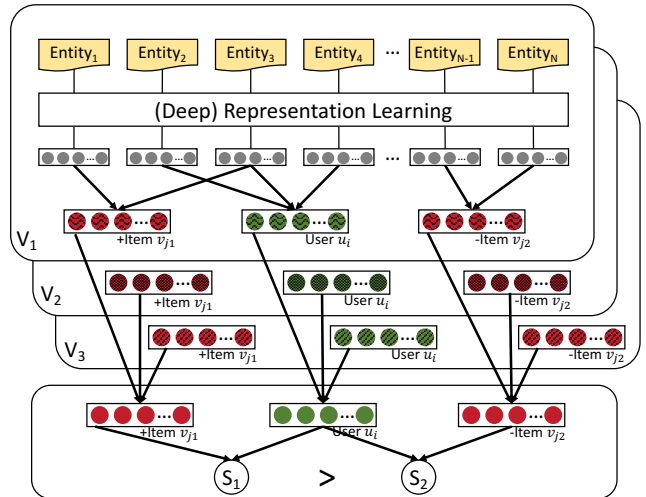 Entity1 Entity2 Entity3 Entity4 ... EntityN-1 EntityN
(Deep) Representation Learning
... ... ... ... ... ... ...
... ... ...
+Item vj1 User ui -Item vj2
V1
... ... ...
+Item vj1 User ui -Item vj2
V2
... ... ...
+Item vj1 User ui -Item vj2
V3
... ... ...
+Item vj1 User ui -Item vj2
S1 > S2